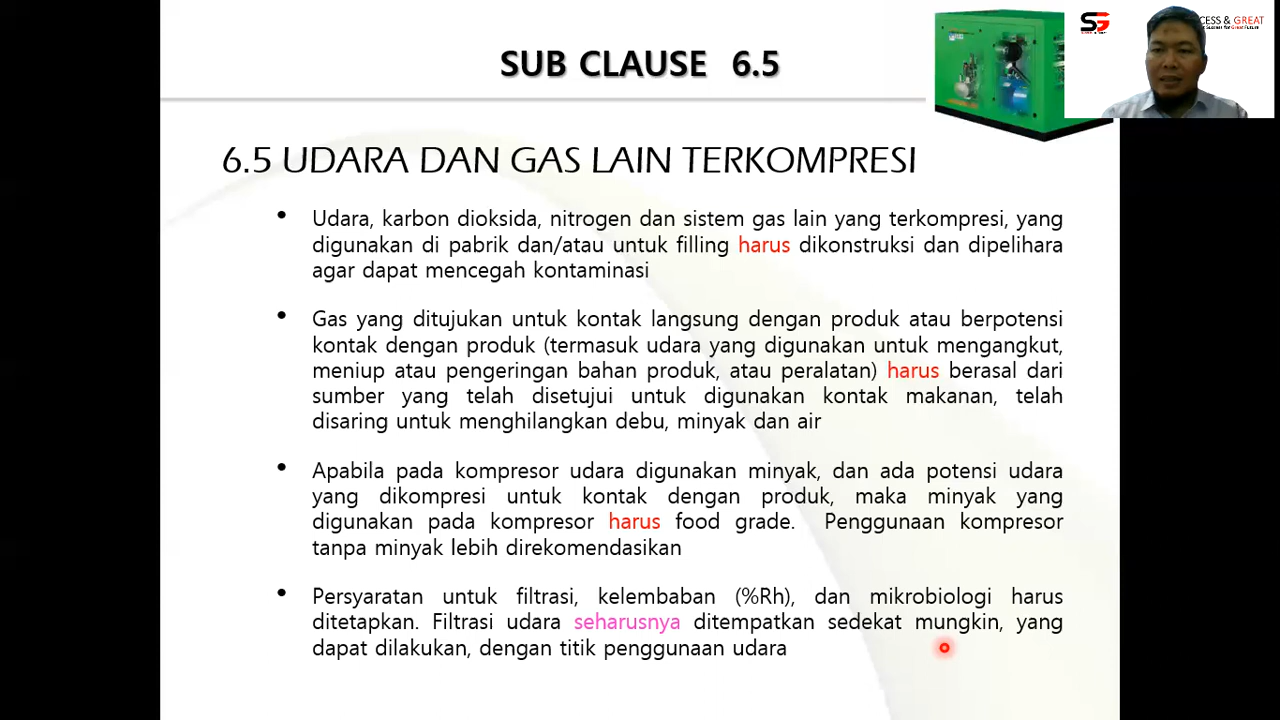 SUB CLAUSE 6.5
SG
CESS & GREAT
6.5 UDARA DAN GAS LAIN TERKOMPRESI
• Udara, karbon dioksida, nitrogen dan sistem gas lain yang terkompresi, yang
digunakan di pabrik dan/atau untuk filling harus dikonstruksi dan dipelihara
agar dapat mencegah kontaminasi
• Gas yang ditujukan untuk kontak langsung dengan produk atau berpotensi
kontak dengan produk (termasuk udara yang digunakan untuk mengangkut,
meniup atau pengeringan bahan produk, atau peralatan) harus berasal dari
sumber yang telah disetujui untuk digunakan kontak makanan, telah
disaring untuk menghilangkan debu, minyak dan air
• Apabila pada kompresor udara digunakan minyak, dan ada potensi udara
yang dikompresi untuk kontak dengan produk, maka minyak yang
digunakan pada kompresor harus food grade. Penggunaan kompresor
tanpa minyak lebih direkomendasikan
• Persyaratan untuk filtrasi, kelembaban (%Rh), dan mikrobiologi harus
ditetapkan. Filtrasi udara seharusnya ditempatkan sedekat mungkin, yang
dapat dilakukan, dengan titik penggunaan udara